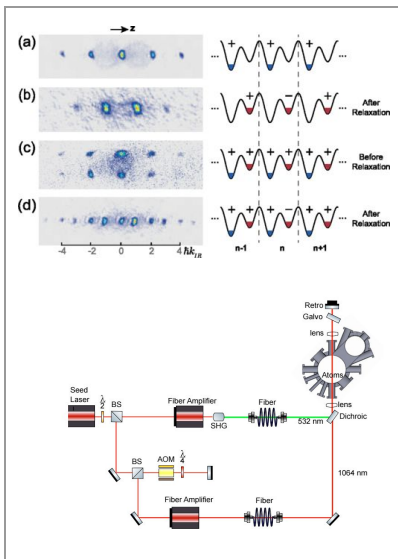 z
(a)
+ + +
... ...
(b)
+ − +
... ...
After
Relaxation
(c)
+ + + + + +
... ...
Before
Relaxation
(d)
+ + + − + +
... ...
After
Relaxation
-4 -2 0 2 4 ħk_IR
n-1 n n+1
Retro
Galvo
lens
Atoms
lens
Dichroic
Seed
Laser
λ/2
BS
Fiber Amplifier
SHG
Fiber
532 nm
BS
AOM
λ/4
1064 nm
Fiber Amplifier
Fiber